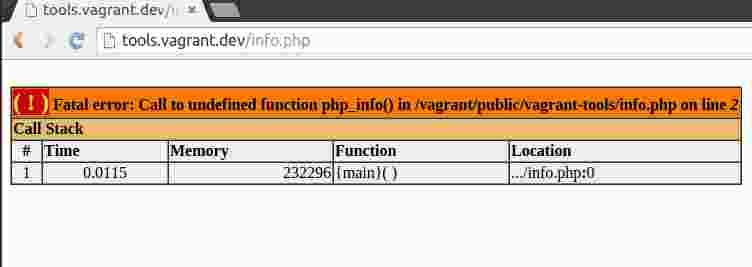 tools.vagrant.dev/
tools.vagrant.dev/info.php
( ! ) Fatal error: Call to undefined function php_info() in /vagrant/public/vagrant-tools/info.php on line 2
Call Stack
# Time Memory Function Location
1 0.0115 232296 {main}( ) .../info.php:0